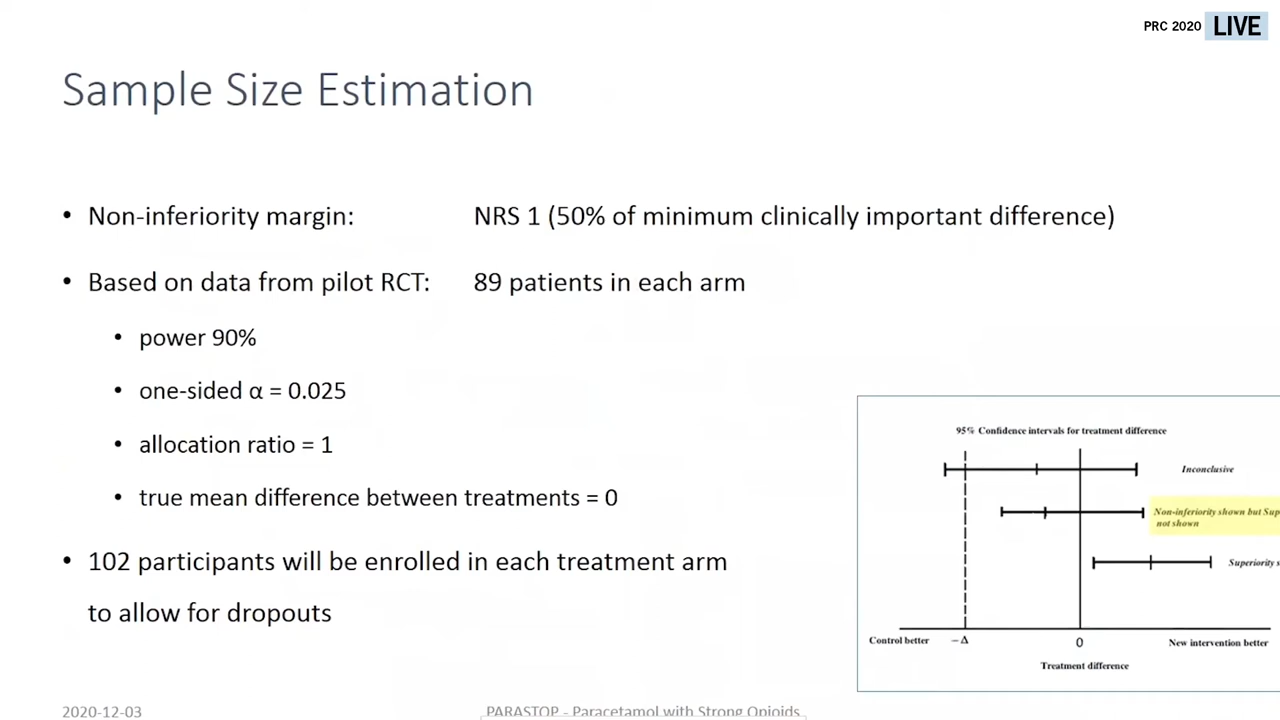 PRC 2020 LIVE
Sample Size Estimation
• Non-inferiority margin: NRS 1 (50% of minimum clinically important difference)
• Based on data from pilot RCT: 89 patients in each arm
• power 90%
• one-sided α = 0.025
• allocation ratio = 1
• true mean difference between treatments = 0
• 102 participants will be enrolled in each treatment arm
to allow for dropouts
95% Confidence intervals for treatment difference
Inconclusive
Non-inferiority shown but Sup
not shown
Superiority s
Control better −Δ 0 New intervention better
Treatment difference
2020-12-03 PARASTOP - Paracetamol with Strong Opioids